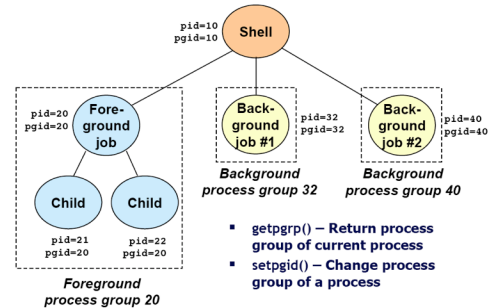 pid=10
pgid=10
Shell
pid=20
pgid=20
Fore-
ground
job
Back-
ground
job #1
pid=32
pgid=32
Back-
ground
job #2
pid=40
pgid=40
Background
process group 32
Background
process group 40
Child
Child
pid=21
pgid=20
pid=22
pgid=20
Foreground
process group 20
▪ getpgrp() – Return process
group of current process
▪ setpgid() – Change process
group of a process